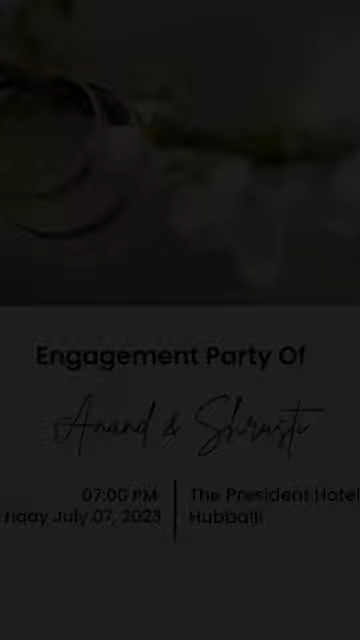 Engagement Party Of
Anand & Shrusti
07:00 PM
July 07, 2023
The President Hotel
Hubballi